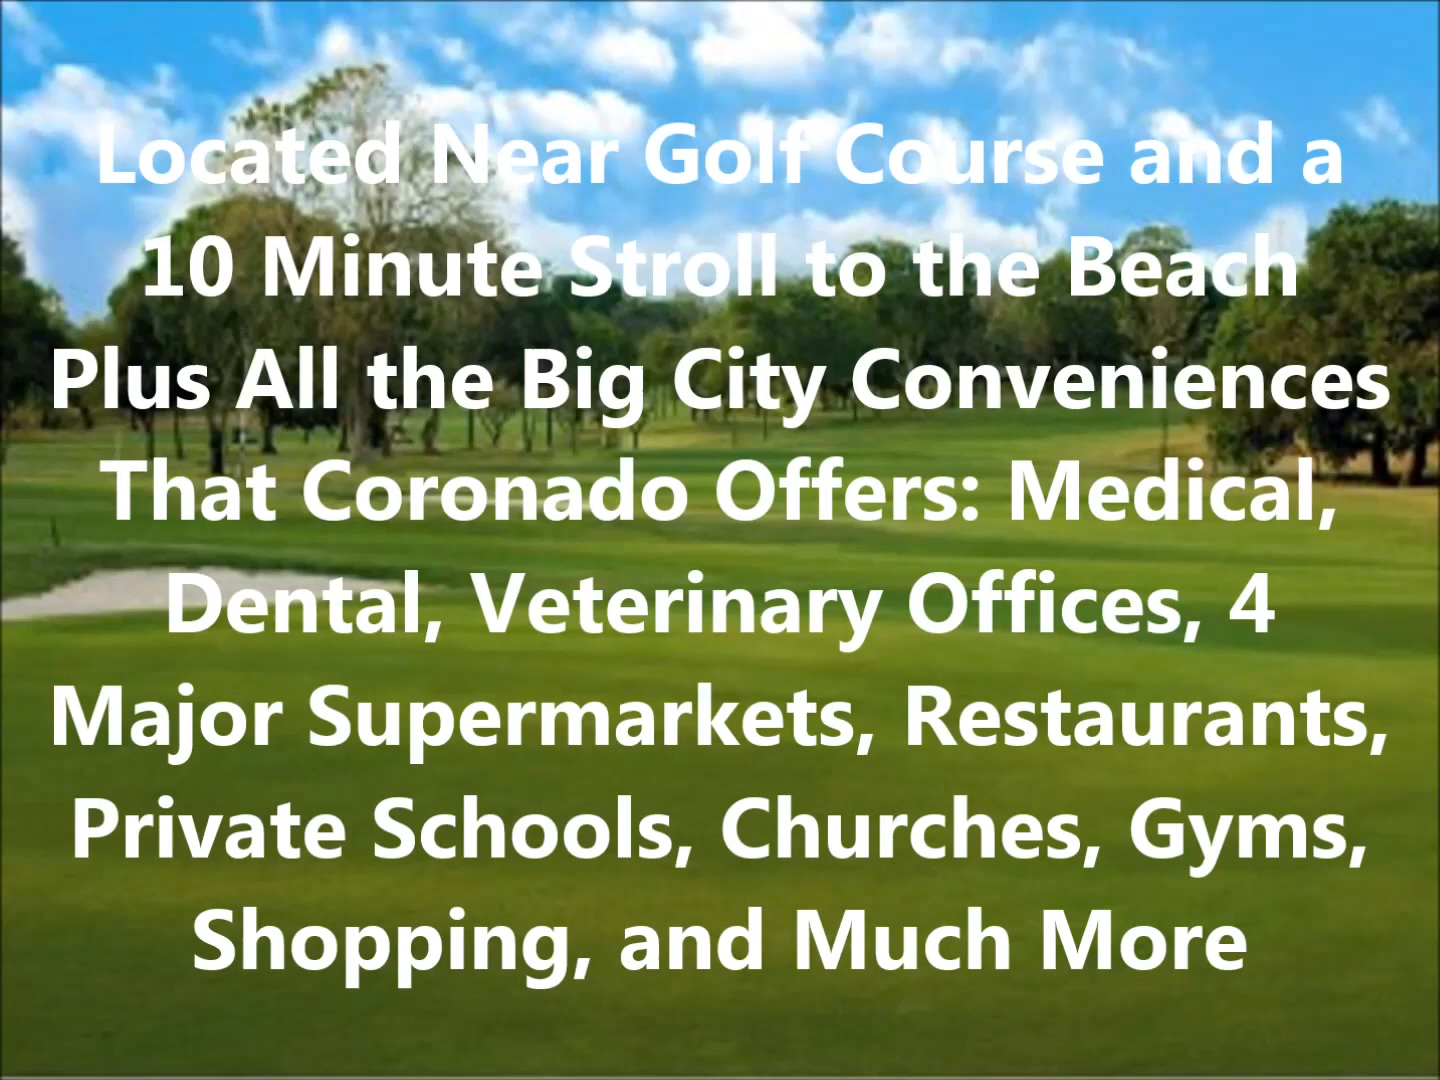 Located Near Golf Course and a
10 Minute Stroll to the Beach
Plus All the Big City Conveniences
That Coronado Offers: Medical,
Dental, Veterinary Offices, 4
Major Supermarkets, Restaurants,
Private Schools, Churches, Gyms,
Shopping, and Much More